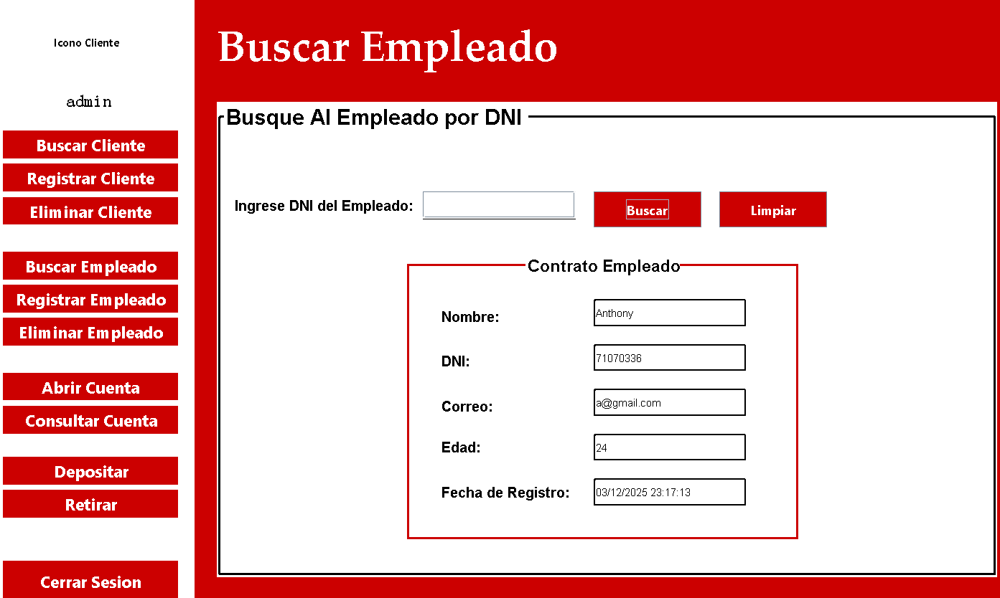 Icono Cliente
admin
Buscar Cliente
Registrar Cliente
Eliminar Cliente
Buscar Empleado
Registrar Empleado
Eliminar Empleado
Abrir Cuenta
Consultar Cuenta
Depositar
Retirar
Cerrar Sesion
Buscar Empleado
Busque Al Empleado por DNI
Ingrese DNI del Empleado: Buscar Limpiar
Contrato Empleado
Nombre: Anthony
DNI: 71070336
Correo: a@gmail.com
Edad: 24
Fecha de Registro: 03/12/2025 23:17:13